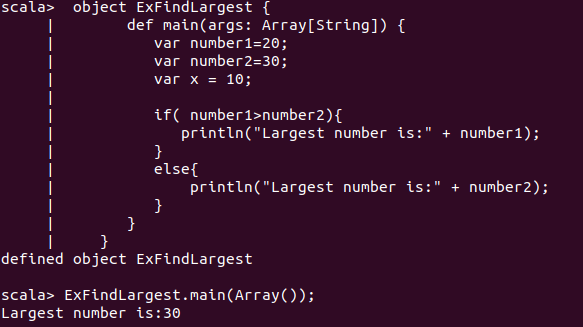 scala>  object ExFindLargest {
     |        def main(args: Array[String]) {
     |           var number1=20;
     |           var number2=30;
     |           var x = 10;
     |
     |           if( number1>number2){
     |              println("Largest number is:" + number1);
     |           }
     |           else{
     |               println("Largest number is:" + number2);
     |           }
     |        }
     |     }
defined object ExFindLargest

scala> ExFindLargest.main(Array());
Largest number is:30